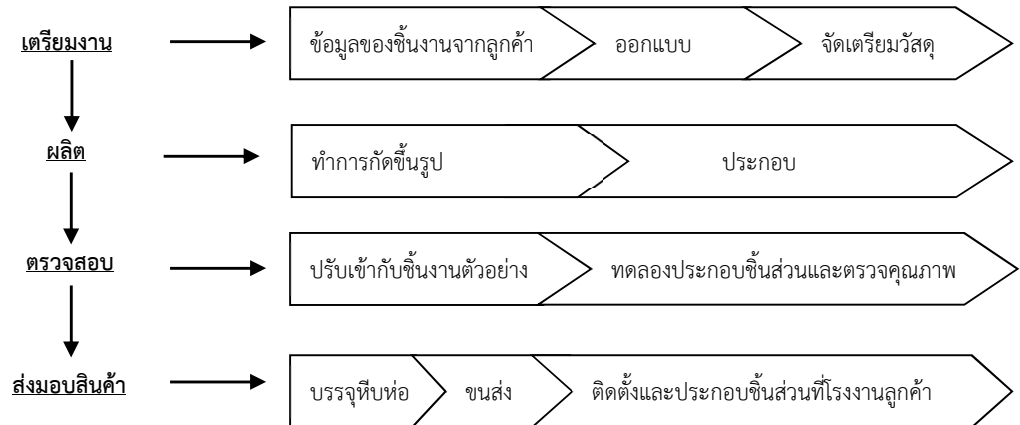 เตรียมงาน ข้อมูลของชิ้นงานจากลูกค้า ออกแบบ จัดเตรียมวัสดุ
ผลิต ทำการกัดขึ้นรูป ประกอบ
ตรวจสอบ ปรับเข้ากับชิ้นงานตัวอย่าง ทดลองประกอบชิ้นส่วนและตรวจคุณภาพ
ส่งมอบสินค้า บรรจุหีบห่อ ขนส่ง ติดตั้งและประกอบชิ้นส่วนที่โรงงานลูกค้า